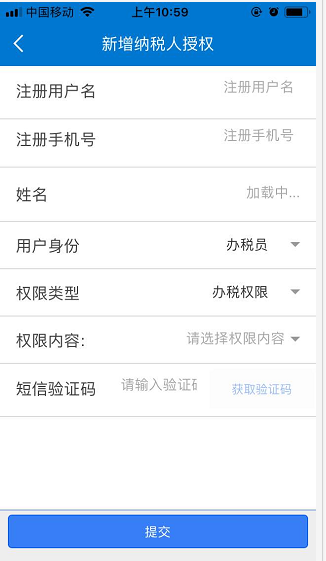 中国移动 上午10:59
新增纳税人授权
注册用户名 注册用户名
注册手机号 注册手机号
姓名 加载中...
用户身份 办税员
权限类型 办税权限
权限内容: 请选择权限内容
短信验证码 请输入验证码 获取验证码
提交